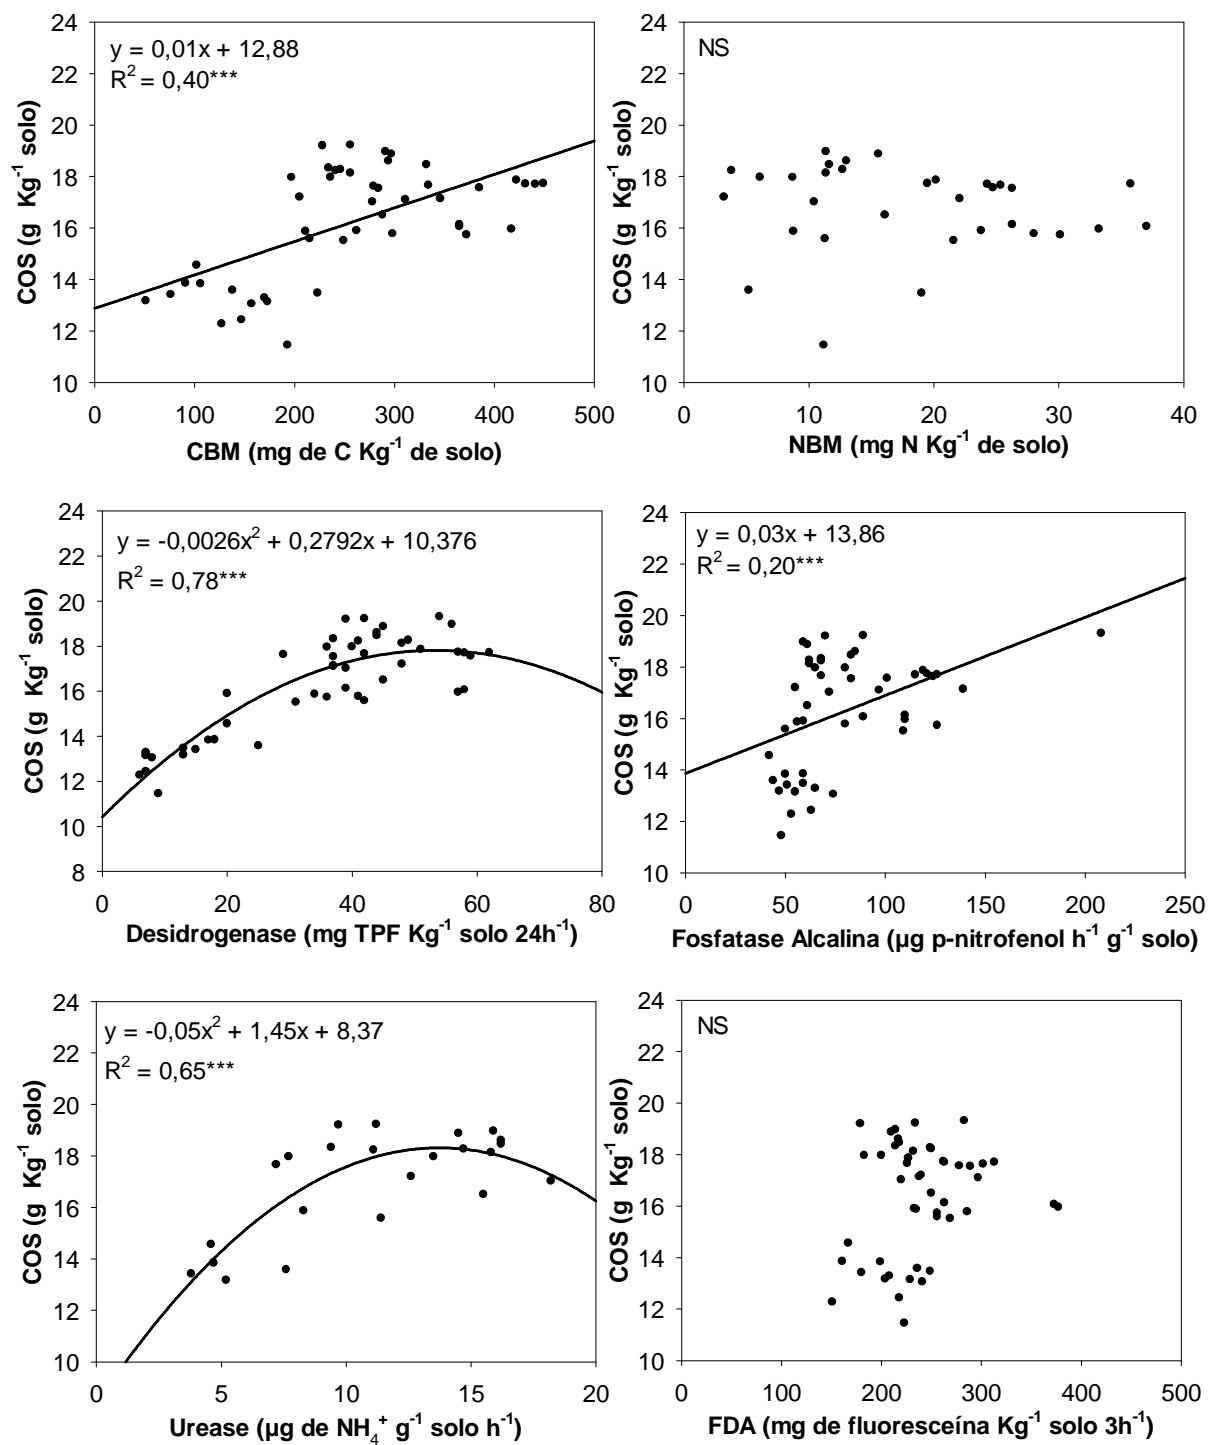 y = 0,01x + 12,88
R² = 0,40***
COS (g Kg⁻¹ solo)
24
22
20
18
16
14
12
10
0 100 200 300 400 500
CBM (mg de C Kg⁻¹ de solo)
NS
COS (g Kg⁻¹ solo)
24
22
20
18
16
14
12
10
0 10 20 30 40
NBM (mg N Kg⁻¹ de solo)
y = -0,0026x² + 0,2792x + 10,376
R² = 0,78***
COS (g Kg⁻¹ solo)
24
22
20
18
16
14
12
10
8
0 20 40 60 80
Desidrogenase (mg TPF Kg⁻¹ solo 24h⁻¹)
y = 0,03x + 13,86
R² = 0,20***
COS (g Kg⁻¹ solo)
24
22
20
18
16
14
12
10
0 50 100 150 200 250
Fosfatase Alcalina (µg p-nitrofenol h⁻¹ g⁻¹ solo)
y = -0,05x² + 1,45x + 8,37
R² = 0,65***
COS (g Kg⁻¹ solo)
24
22
20
18
16
14
12
10
0 5 10 15 20
Urease (µg de NH₄⁺ g⁻¹ solo h⁻¹)
NS
COS (g Kg⁻¹ solo)
24
22
20
18
16
14
12
10
0 100 200 300 400 500
FDA (mg de fluoresceína Kg⁻¹ solo 3h⁻¹)